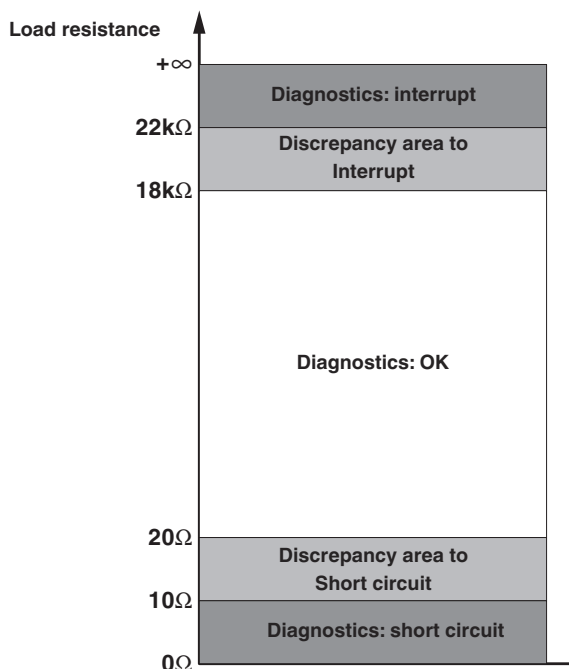 Load resistance
+∞
Diagnostics: interrupt
22kΩ
Discrepancy area to
Interrupt
18kΩ
Diagnostics: OK
20Ω
Discrepancy area to
Short circuit
10Ω
Diagnostics: short circuit
0Ω